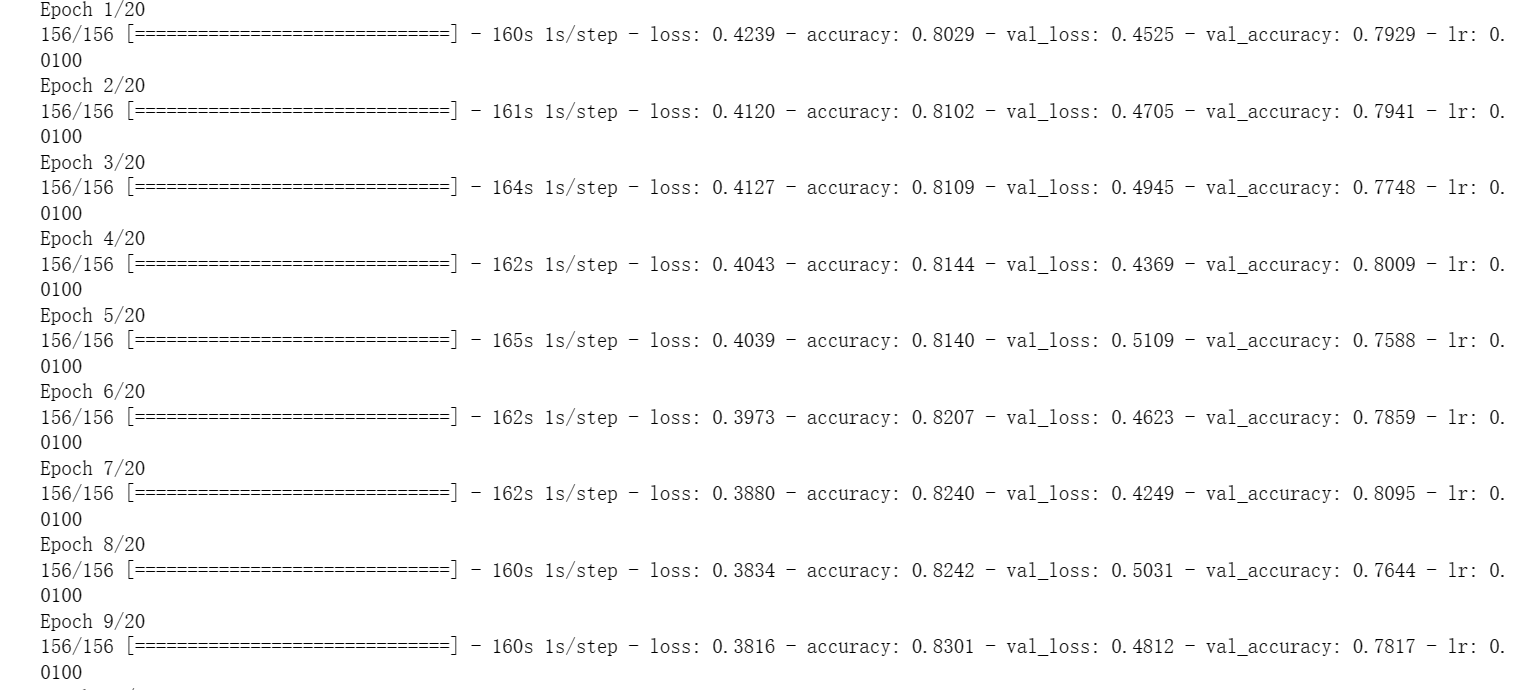 Epoch 1/20
156/156 [==============================] - 160s 1s/step - loss: 0.4239 - accuracy: 0.8029 - val_loss: 0.4525 - val_accuracy: 0.7929 - lr: 0.
0100
Epoch 2/20
156/156 [==============================] - 161s 1s/step - loss: 0.4120 - accuracy: 0.8102 - val_loss: 0.4705 - val_accuracy: 0.7941 - lr: 0.
0100
Epoch 3/20
156/156 [==============================] - 164s 1s/step - loss: 0.4127 - accuracy: 0.8109 - val_loss: 0.4945 - val_accuracy: 0.7748 - lr: 0.
0100
Epoch 4/20
156/156 [==============================] - 162s 1s/step - loss: 0.4043 - accuracy: 0.8144 - val_loss: 0.4369 - val_accuracy: 0.8009 - lr: 0.
0100
Epoch 5/20
156/156 [==============================] - 165s 1s/step - loss: 0.4039 - accuracy: 0.8140 - val_loss: 0.5109 - val_accuracy: 0.7588 - lr: 0.
0100
Epoch 6/20
156/156 [==============================] - 162s 1s/step - loss: 0.3973 - accuracy: 0.8207 - val_loss: 0.4623 - val_accuracy: 0.7859 - lr: 0.
0100
Epoch 7/20
156/156 [==============================] - 162s 1s/step - loss: 0.3880 - accuracy: 0.8240 - val_loss: 0.4249 - val_accuracy: 0.8095 - lr: 0.
0100
Epoch 8/20
156/156 [==============================] - 160s 1s/step - loss: 0.3834 - accuracy: 0.8242 - val_loss: 0.5031 - val_accuracy: 0.7644 - lr: 0.
0100
Epoch 9/20
156/156 [==============================] - 160s 1s/step - loss: 0.3816 - accuracy: 0.8301 - val_loss: 0.4812 - val_accuracy: 0.7817 - lr: 0.
0100